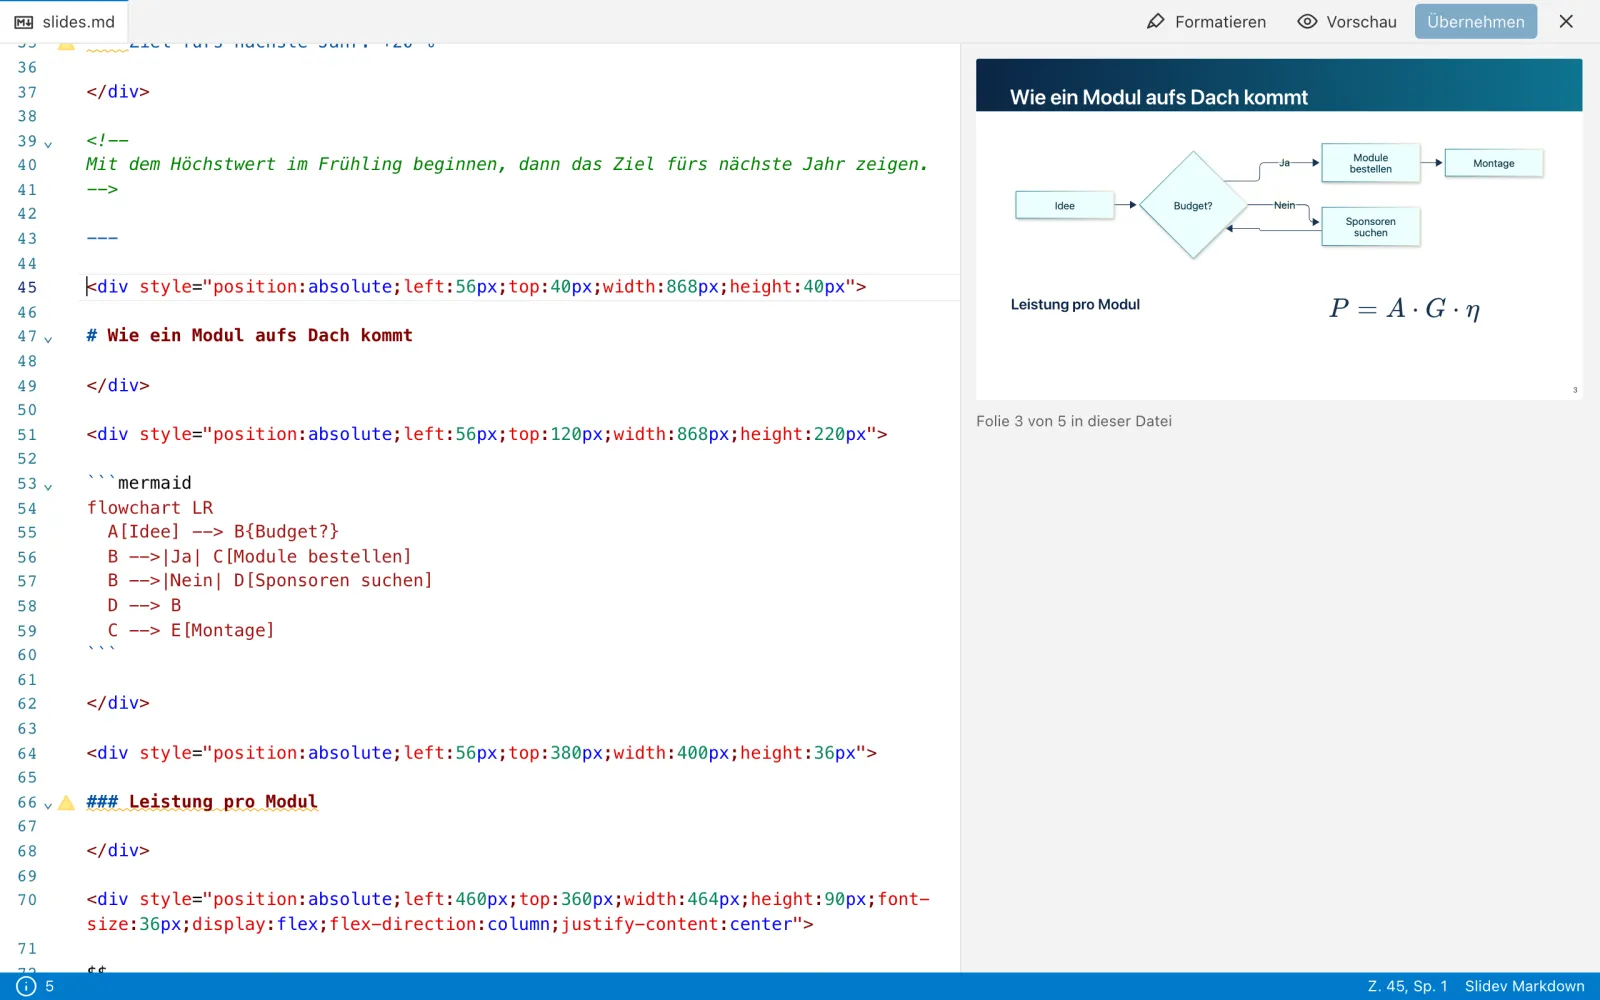 slides.md
Formatieren
Vorschau
Übernehmen
35 Ziel fürs nächste Jahr: +20 %
36
37 </div>
38
39 <!--
40 Mit dem Höchstwert im Frühling beginnen, dann das Ziel fürs nächste Jahr zeigen.
41 -->
42
43 ---
44
45 <div style="position:absolute;left:56px;top:40px;width:868px;height:40px">
46
47 # Wie ein Modul aufs Dach kommt
48
49 </div>
50
51 <div style="position:absolute;left:56px;top:120px;width:868px;height:220px">
52
53 ```mermaid
54 flowchart LR
55 A[Idee] --> B{Budget?}
56 B -->|Ja| C[Module bestellen]
57 B -->|Nein| D[Sponsoren suchen]
58 D --> B
59 C --> E[Montage]
60 ```
61
62 </div>
63
64 <div style="position:absolute;left:56px;top:380px;width:400px;height:36px">
65
66 ### Leistung pro Modul
67
68 </div>
69
70 <div style="position:absolute;left:460px;top:360px;width:464px;height:90px;font-
size:36px;display:flex;flex-direction:column;justify-content:center">
71
72 $$
Wie ein Modul aufs Dach kommt
Idee
Budget?
Ja
Module
bestellen
Montage
Nein
Sponsoren
suchen
Leistung pro Modul
P = A · G · η
3
Folie 3 von 5 in dieser Datei
5
Z. 45, Sp. 1
Slidev Markdown